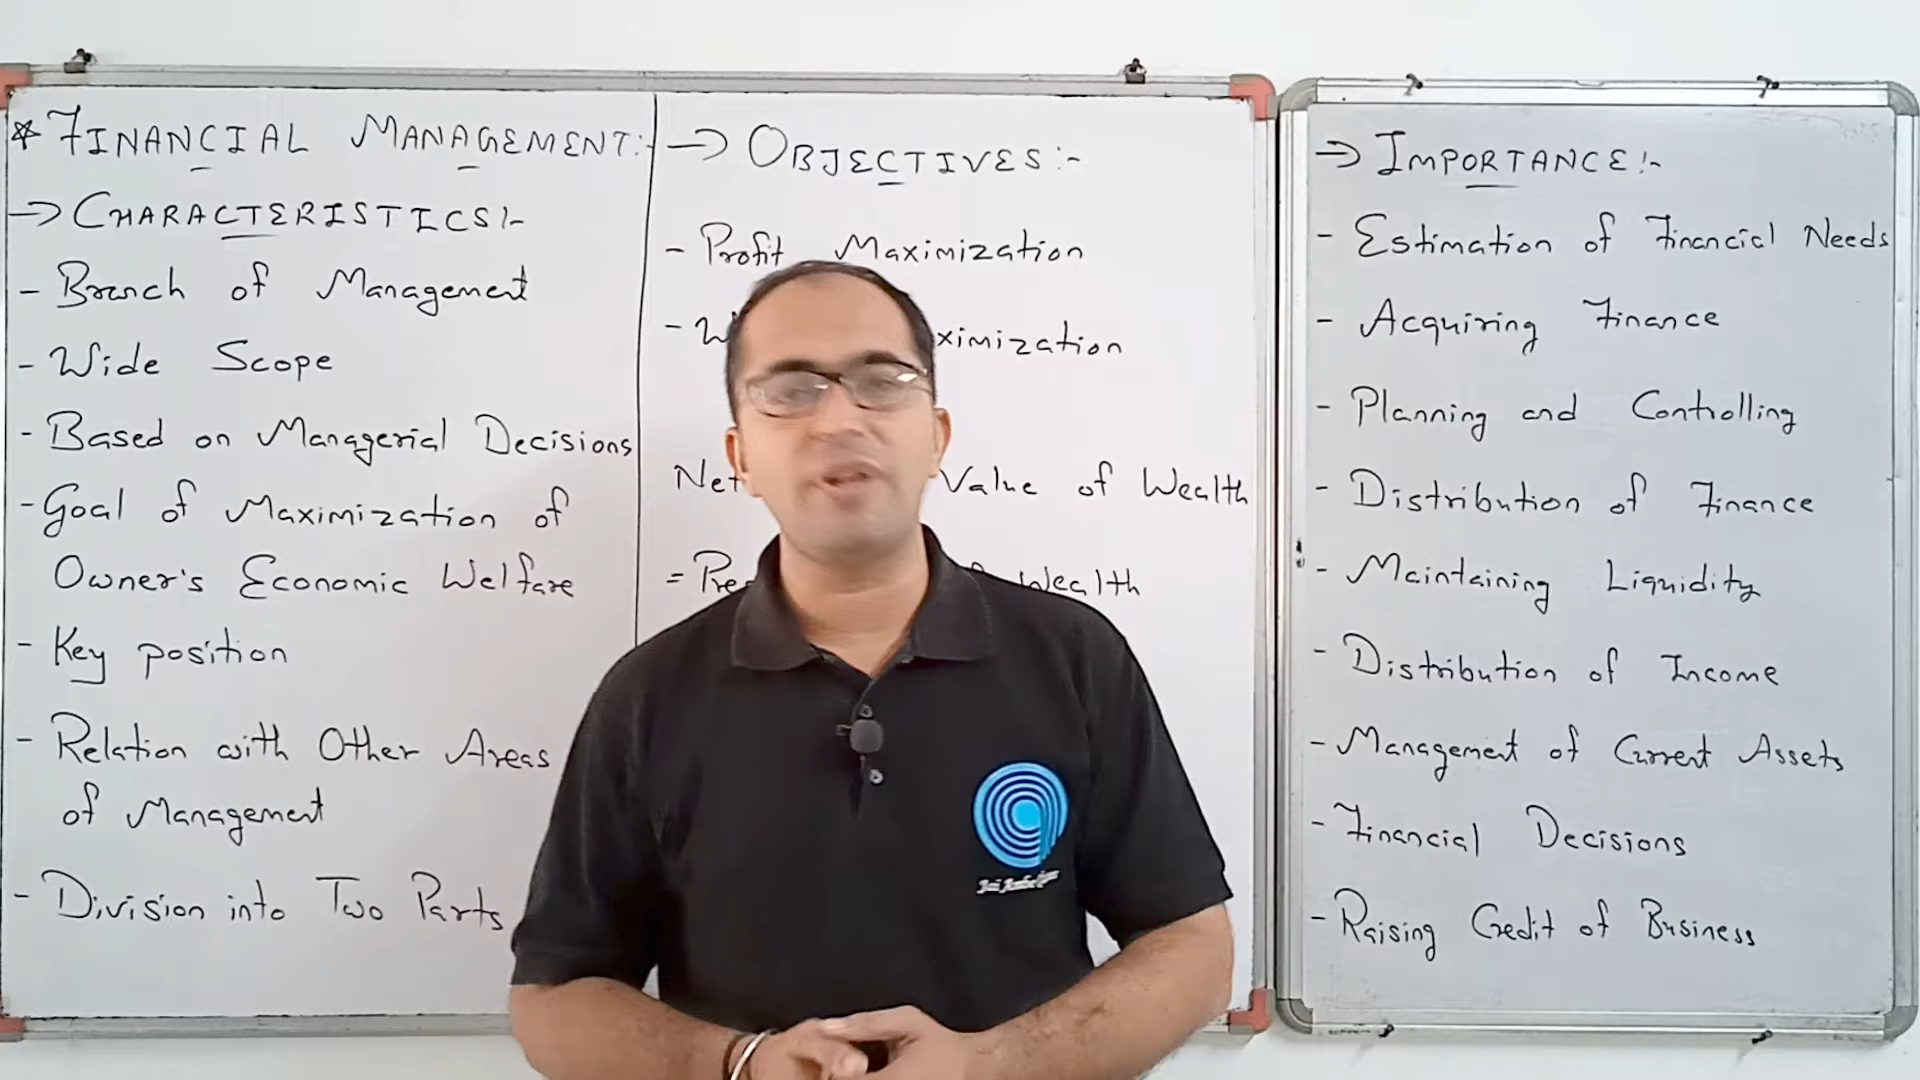 * FINANCIAL MANAGEMENT:-
→ CHARACTERISTICS:-
- Branch of Management
- Wide Scope
- Based on Managerial Decisions
- Goal of Maximization of
Owner's Economic Welfare
- Key position
- Relation with Other Areas
of Management
- Division into Two Parts
→ OBJECTIVES:-
- Profit Maximization
Net Value of Wealth
Wealth
→ IMPORTANCE:-
- Estimation of Financial Needs
- Acquiring Finance
- Planning and Controlling
- Distribution of Finance
- Maintaining Liquidity
- Distribution of Income
- Management of Current Assets
- Financial Decisions
- Raising Credit of Business